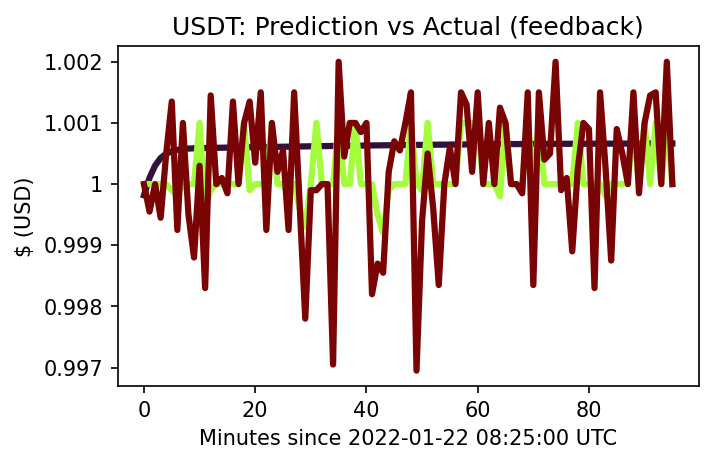 USDT: Prediction vs Actual (feedback)
1.002
1.001
1
0.999
0.998
0.997
$ (USD)
0 20 40 60 80
Minutes since 2022-01-22 08:25:00 UTC